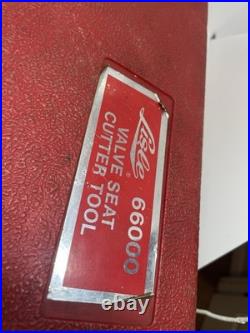 Lisle® 66000
VALVE SEAT
CUTTER TOOL